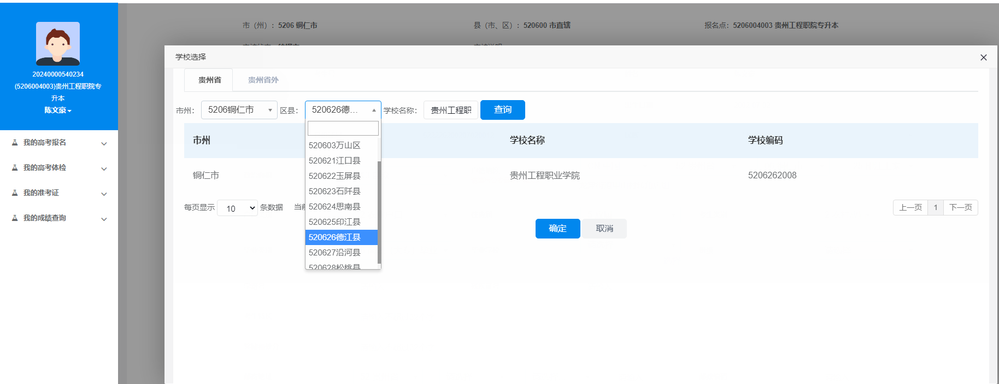 市（州）：5206 铜仁市
县（市、区）：520600 市直辖
报名点：5206004003 贵州工程职院专升本
20240000540234
(5206004003)贵州工程职院专
升本
陈文豪
我的高考报名
我的高考体检
我的准考证
我的成绩查询
学校选择
贵州省
贵州省外
市州： 5206铜仁市 区县： 520626德... 学校名称： 贵州工程职 查询
520603万山区
520621江口县
520622玉屏县
520623石阡县
520624思南县
520625印江县
520626德江县
520627沿河县
520628松桃县
市州 学校名称 学校编码
铜仁市 贵州工程职业学院 5206262008
每页显示 10 条数据 当前
上一页 1 下一页
确定 取消